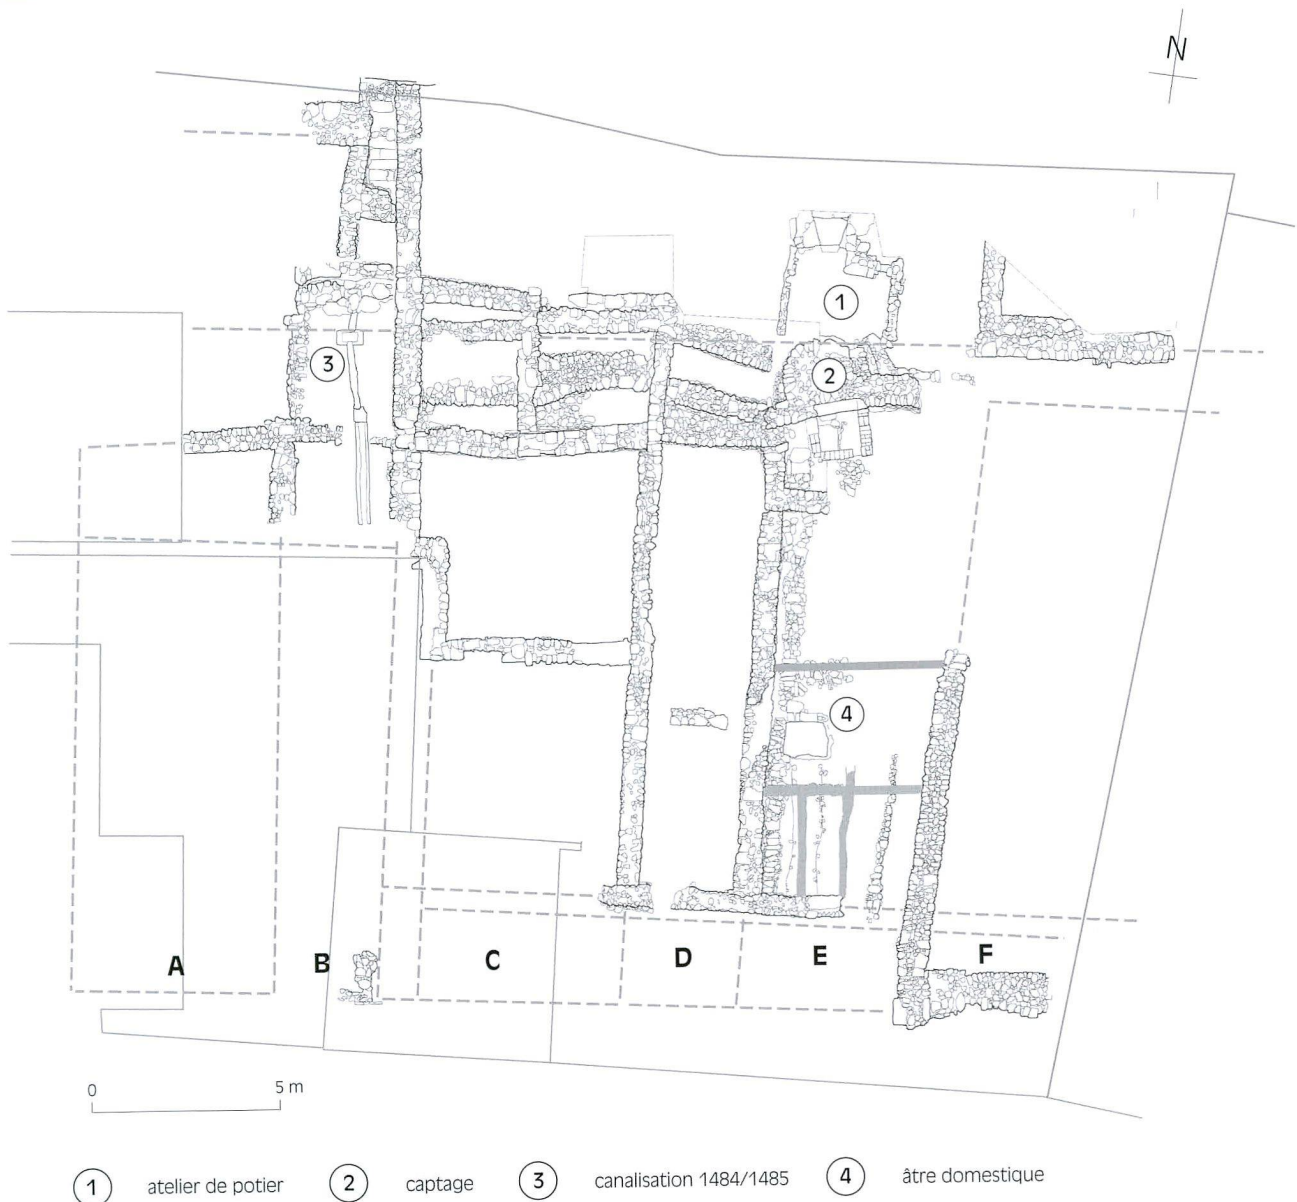 N
1
2
3
4
A B C D E F
0 5 m
1 atelier de potier 2 captage 3 canalisation 1484/1485 4 âtre domestique